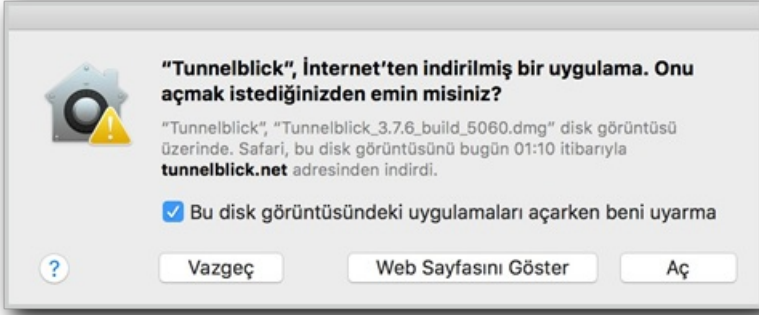 “Tunnelblick”, İnternet’ten indirilmiş bir uygulama. Onu
açmak istediğinizden emin misiniz?
“Tunnelblick”, “Tunnelblick_3.7.6_build_5060.dmg” disk görüntüsü
üzerinde. Safari, bu disk görüntüsünü bugün 01:10 itibarıyla
tunnelblick.net adresinden indirdi.
Bu disk görüntüsündeki uygulamaları açarken beni uyarma
?
Vazgeç
Web Sayfasını Göster
Aç